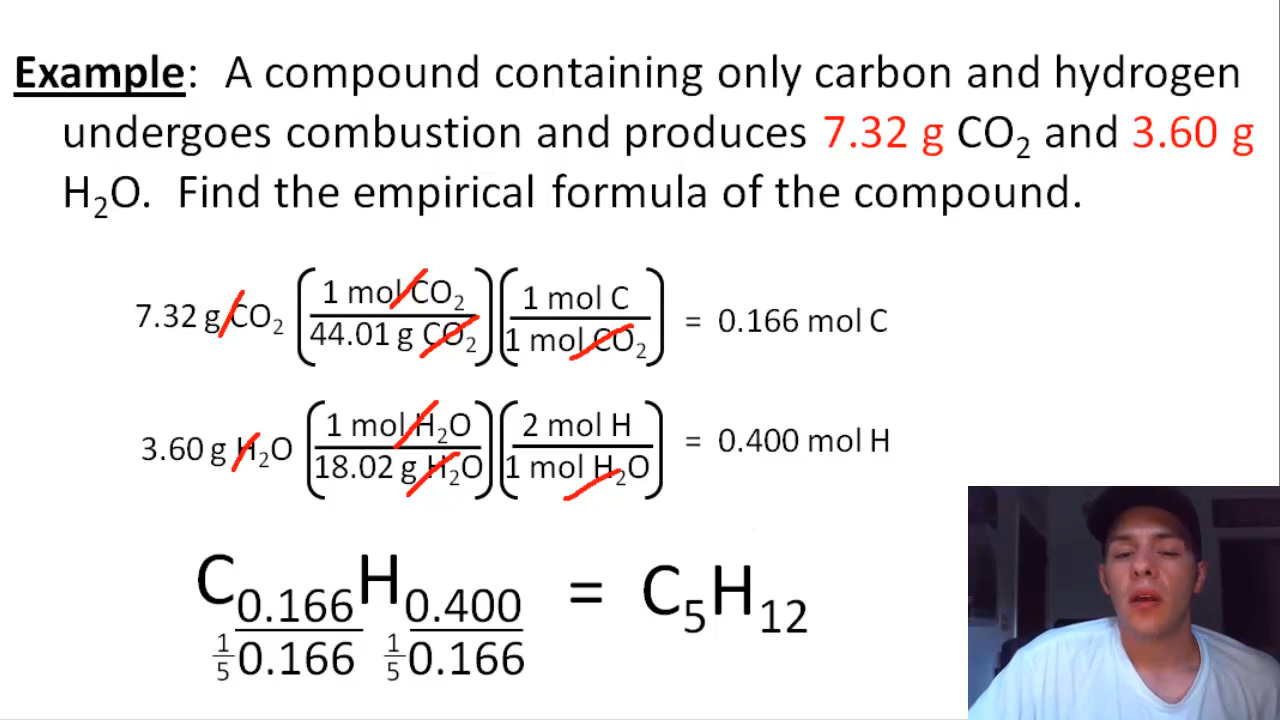 Example: A compound containing only carbon and hydrogen
undergoes combustion and produces 7.32 g CO₂ and 3.60 g
H₂O. Find the empirical formula of the compound.
7.32 g CO₂ (1 mol CO₂ / 44.01 g CO₂) (1 mol C / 1 mol CO₂) = 0.166 mol C
3.60 g H₂O (1 mol H₂O / 18.02 g H₂O) (2 mol H / 1 mol H₂O) = 0.400 mol H
C 0.166 H 0.400 = C₅H₁₂
1/5 0.166 1/5 0.166